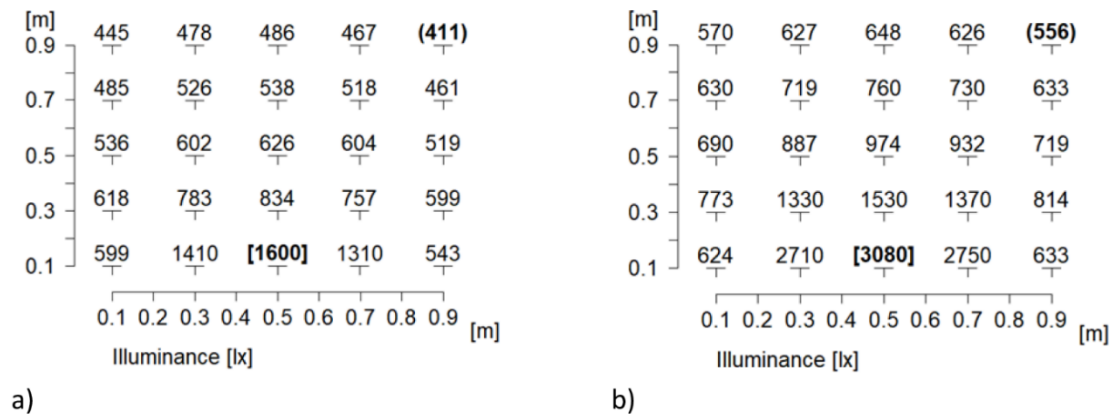 [m]
445 478 486 467 (411)
0.9
485 526 538 518 461
0.7
536 602 626 604 519
0.5
618 783 834 757 599
0.3
599 1410 [1600] 1310 543
0.1
0.1 0.2 0.3 0.4 0.5 0.6 0.7 0.8 0.9
[m]
Illuminance [lx]
a)
[m]
570 627 648 626 (556)
0.9
630 719 760 730 633
0.7
690 887 974 932 719
0.5
773 1330 1530 1370 814
0.3
624 2710 [3080] 2750 633
0.1
0.1 0.2 0.3 0.4 0.5 0.6 0.7 0.8 0.9
[m]
Illuminance [lx]
b)